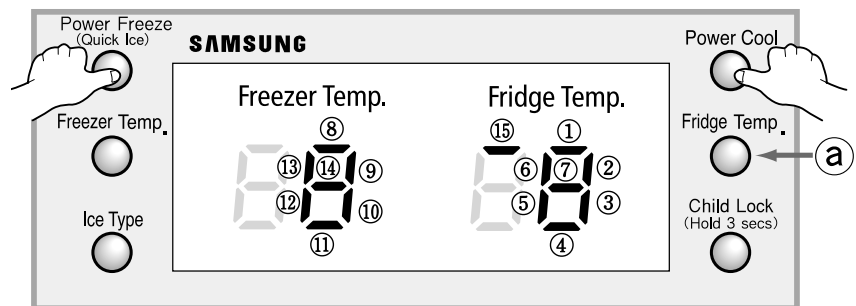 Power Freeze
(Quick Ice)
SAMSUNG
Power Cool
Freezer Temp.
Fridge Temp.
Freezer Temp.
Fridge Temp.
Ice Type
Child Lock
(Hold 3 secs)
⑧
⑬ ⑭ ⑨
⑫ ⑩
⑪
⑮ ①
⑥ ⑦ ②
⑤ ③
④
ⓐ